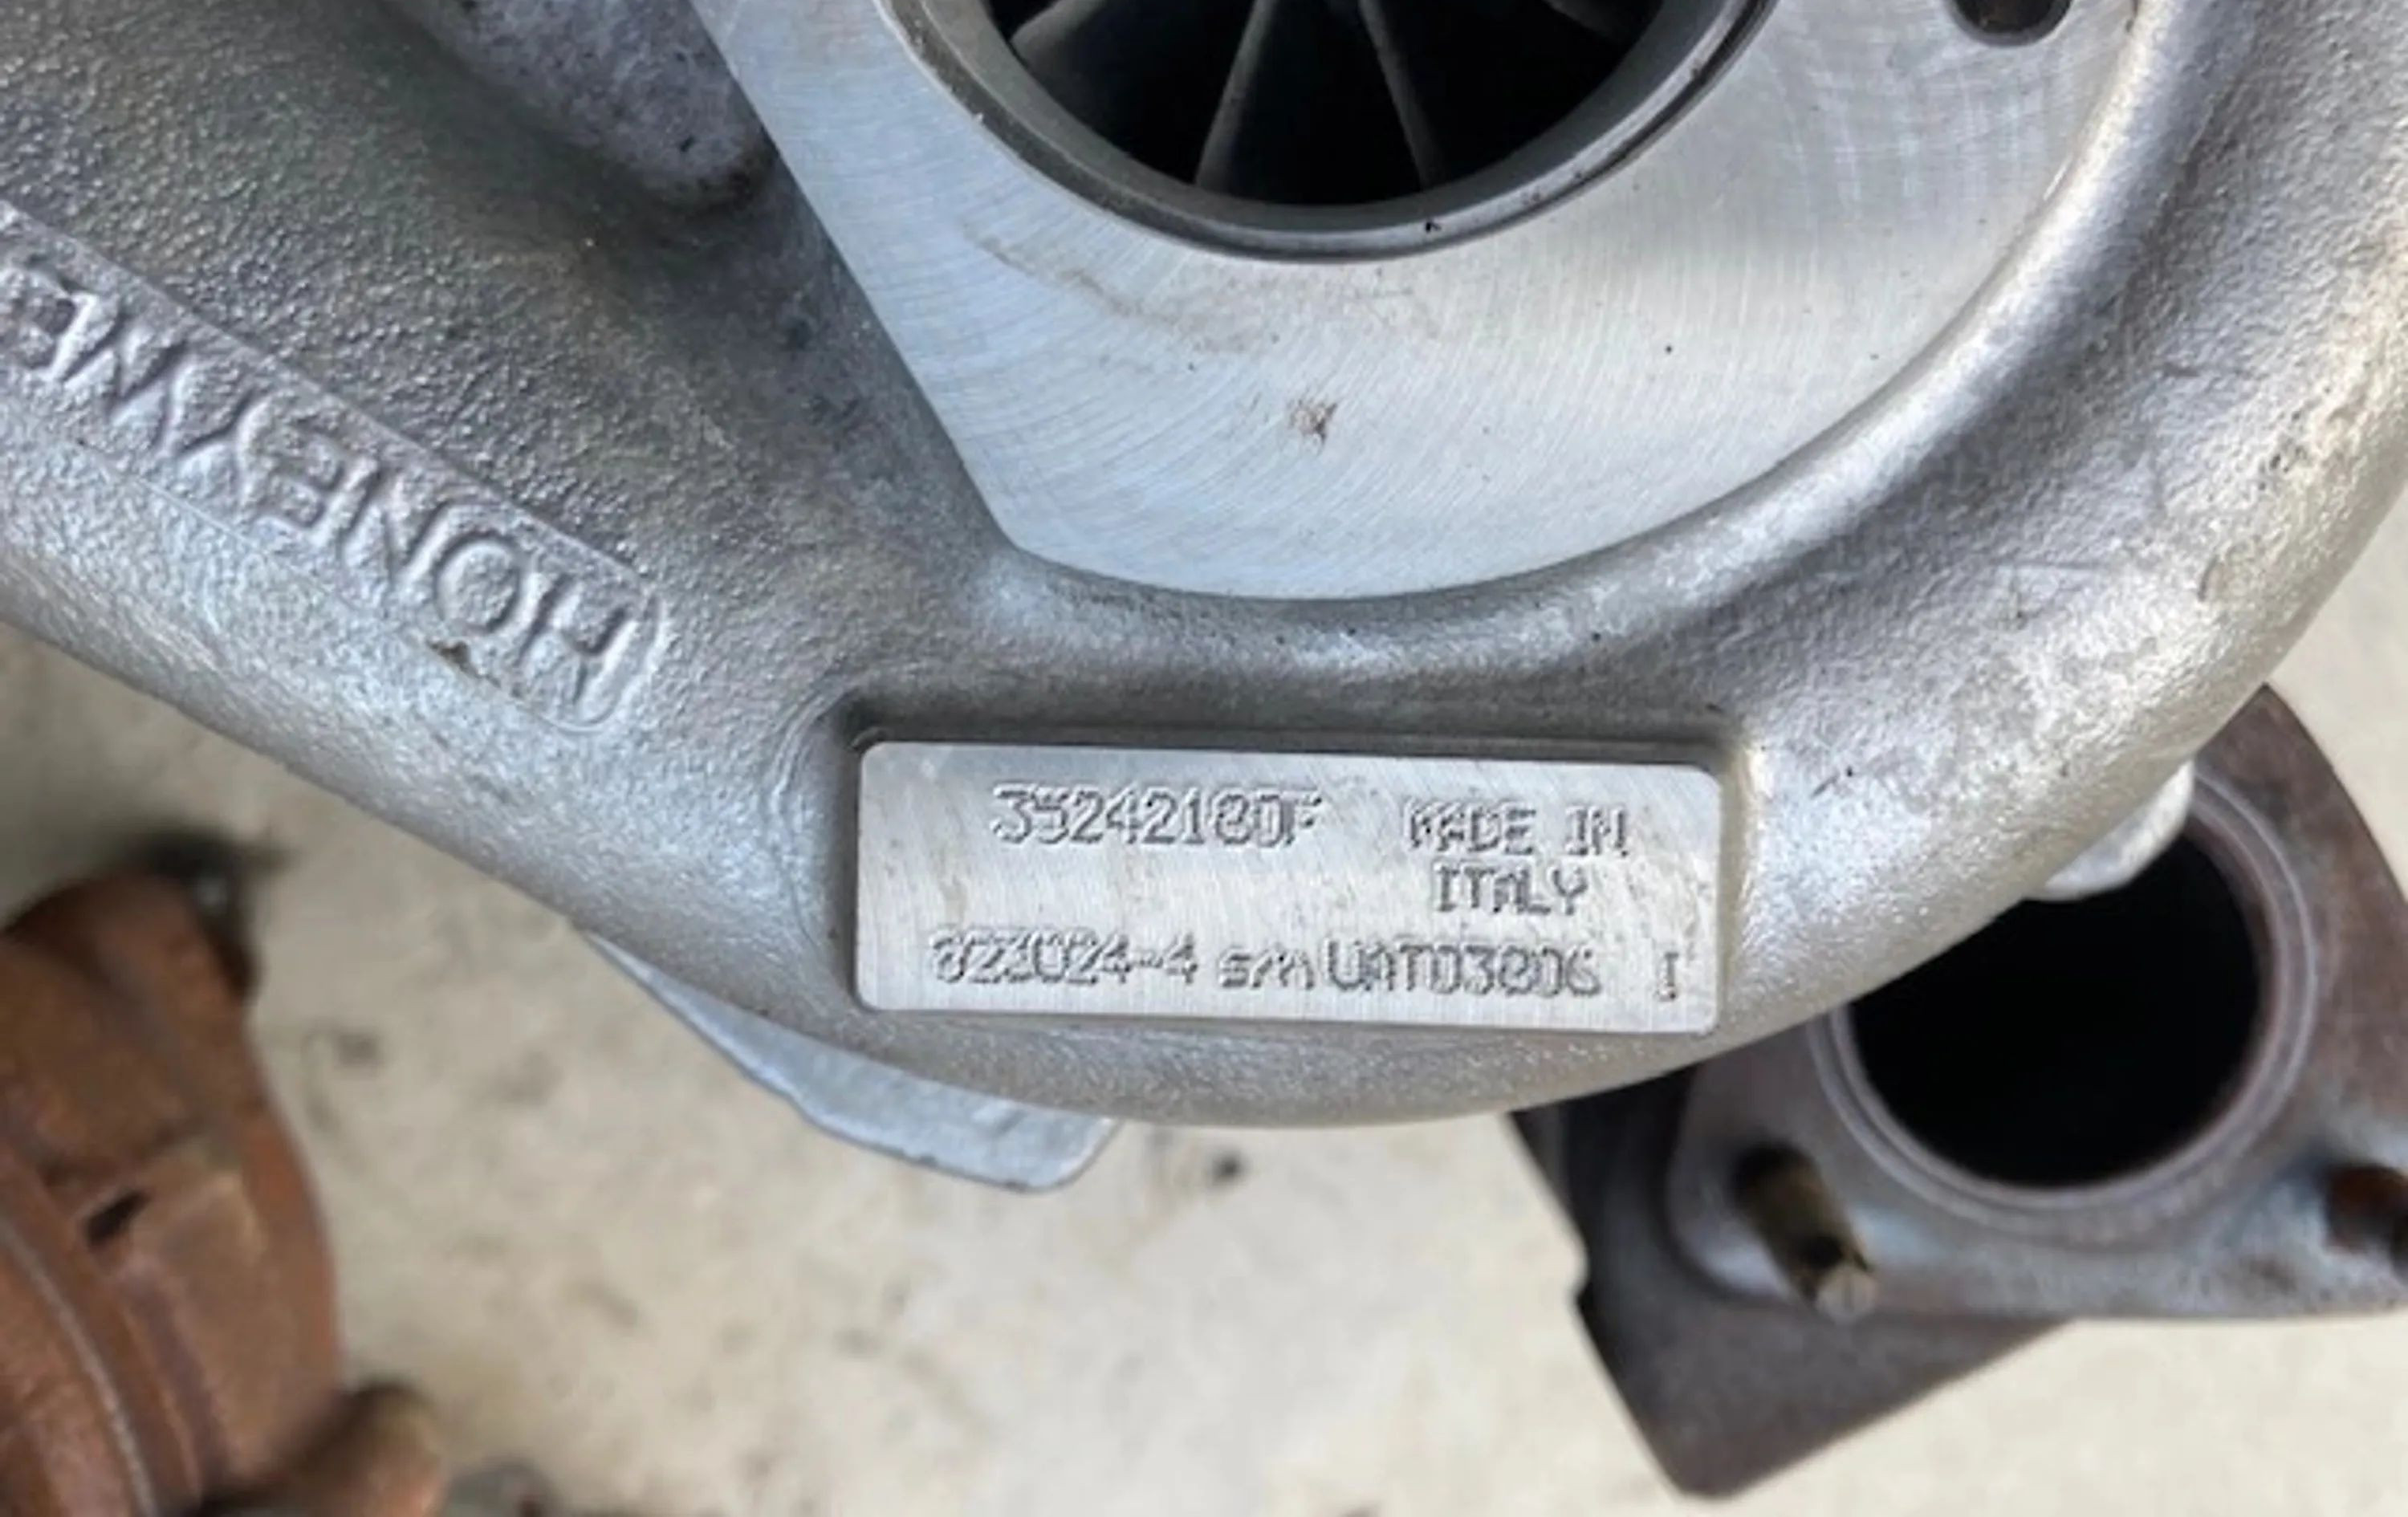 HONEYWE
35242180F MADE IN
ITALY
823024-4 S/N UAT03806 I